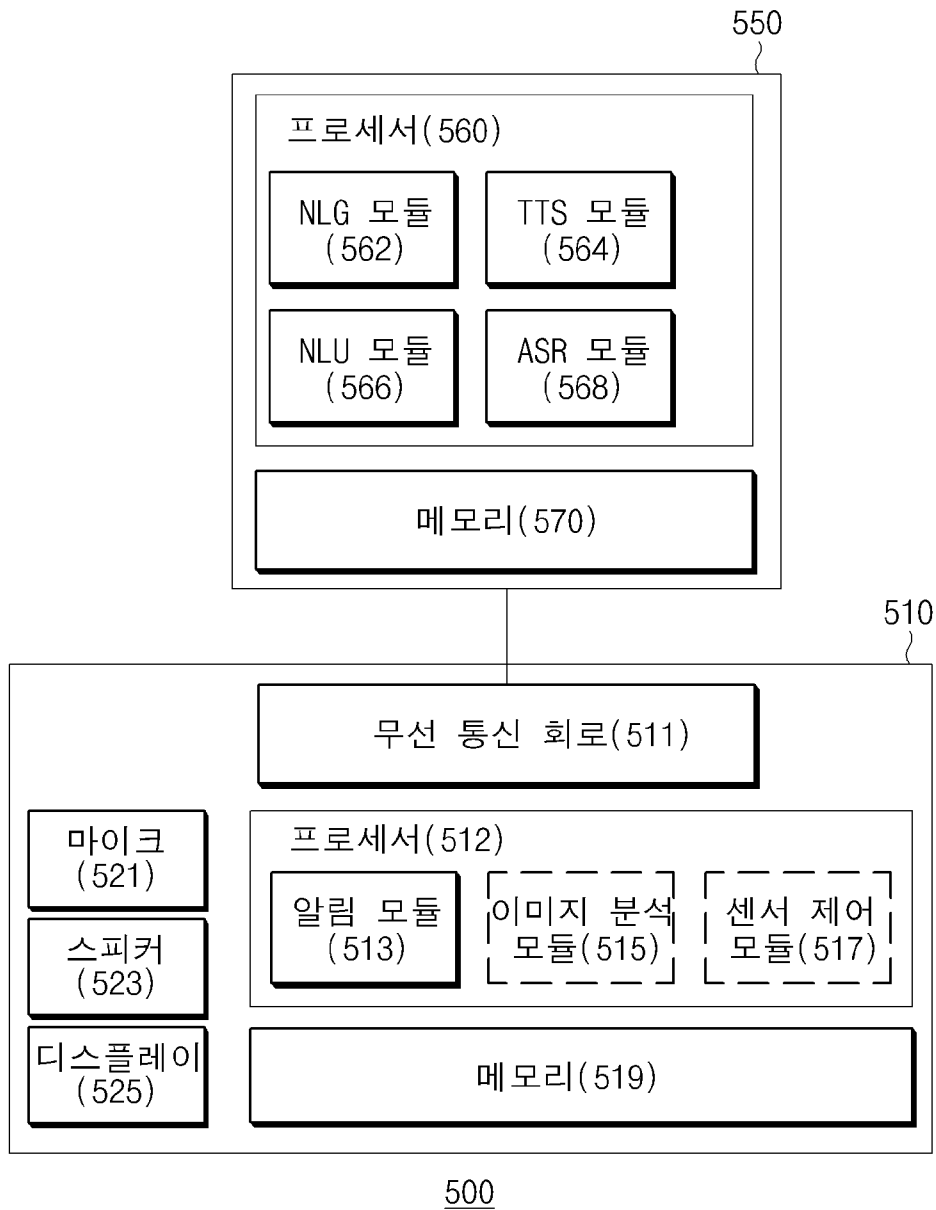 550
프로세서(560)
NLG 모듈
(562)
TTS 모듈
(564)
NLU 모듈
(566)
ASR 모듈
(568)
메모리(570)
510
무선 통신 회로(511)
마이크
(521)
스피커
(523)
디스플레이
(525)
프로세서(512)
알림 모듈
(513)
이미지 분석
모듈(515)
센서 제어
모듈(517)
메모리(519)
500